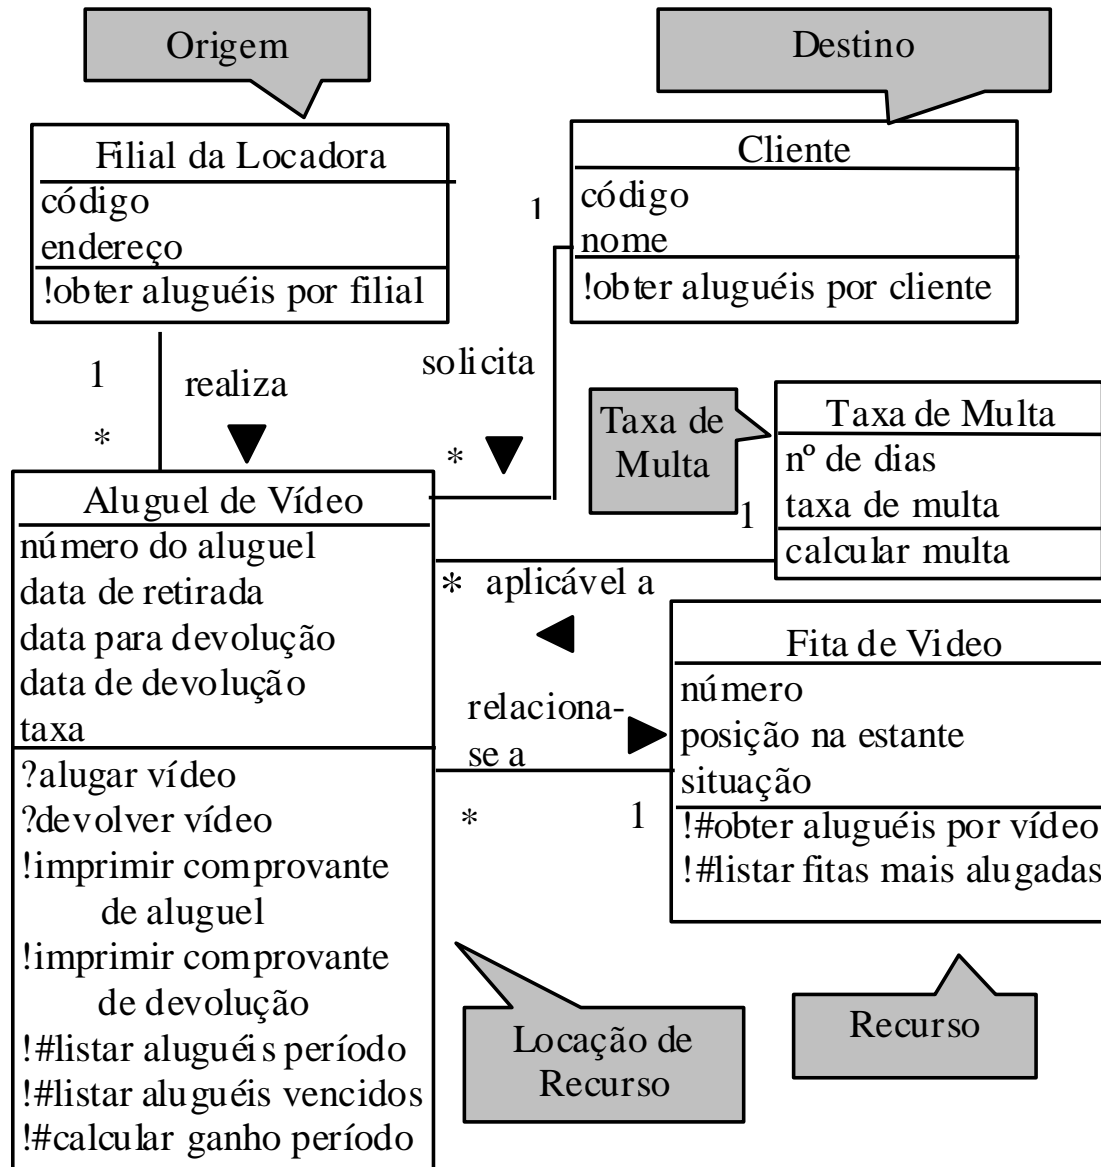 Origem
Destino
Filial da Locadora
código
endereço
!obter aluguéis por filial
Cliente
código
nome
!obter aluguéis por cliente
1
1
*
realiza
solicita
*
Taxa de
Multa
1
Taxa de Multa
nº de dias
taxa de multa
calcular multa
Aluguel de Vídeo
número do aluguel
data de retirada
data para devolução
data de devolução
taxa
?alugar vídeo
?devolver vídeo
!imprimir comprovante
de aluguel
!imprimir comprovante
de devolução
!#listar aluguéis período
!#listar aluguéis vencidos
!#calcular ganho período
* aplicável a
relaciona-
se a
*
1
Fita de Video
número
posição na estante
situação
!#obter aluguéis por vídeo
!#listar fitas mais alugadas
Locação de
Recurso
Recurso